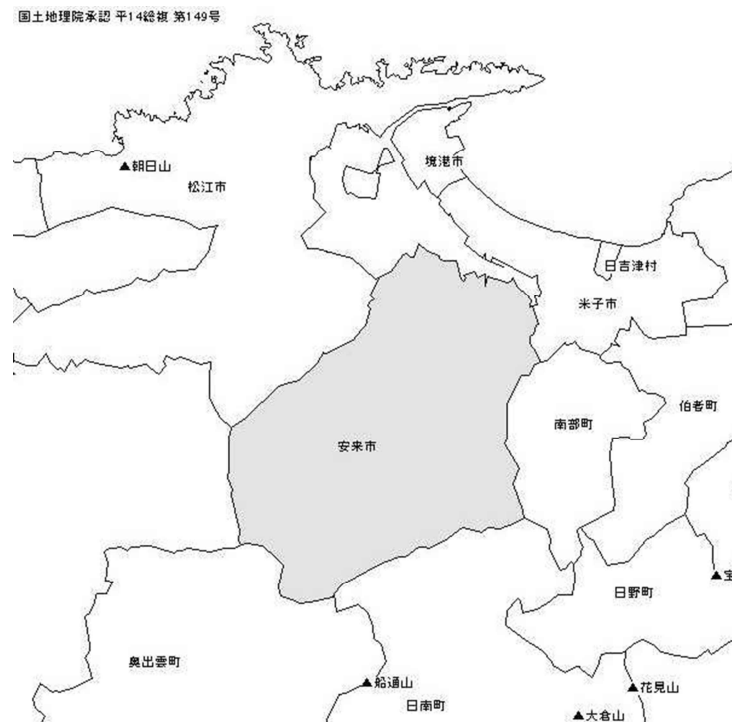 国土地理院承認 平14総複 第149号
▲朝日山
境港市
松江市
日吉津村
米子市
伯耆町
南部町
安来市
▲宝
日野町
奥出雲町
▲船通山
▲花見山
日南町
▲大倉山